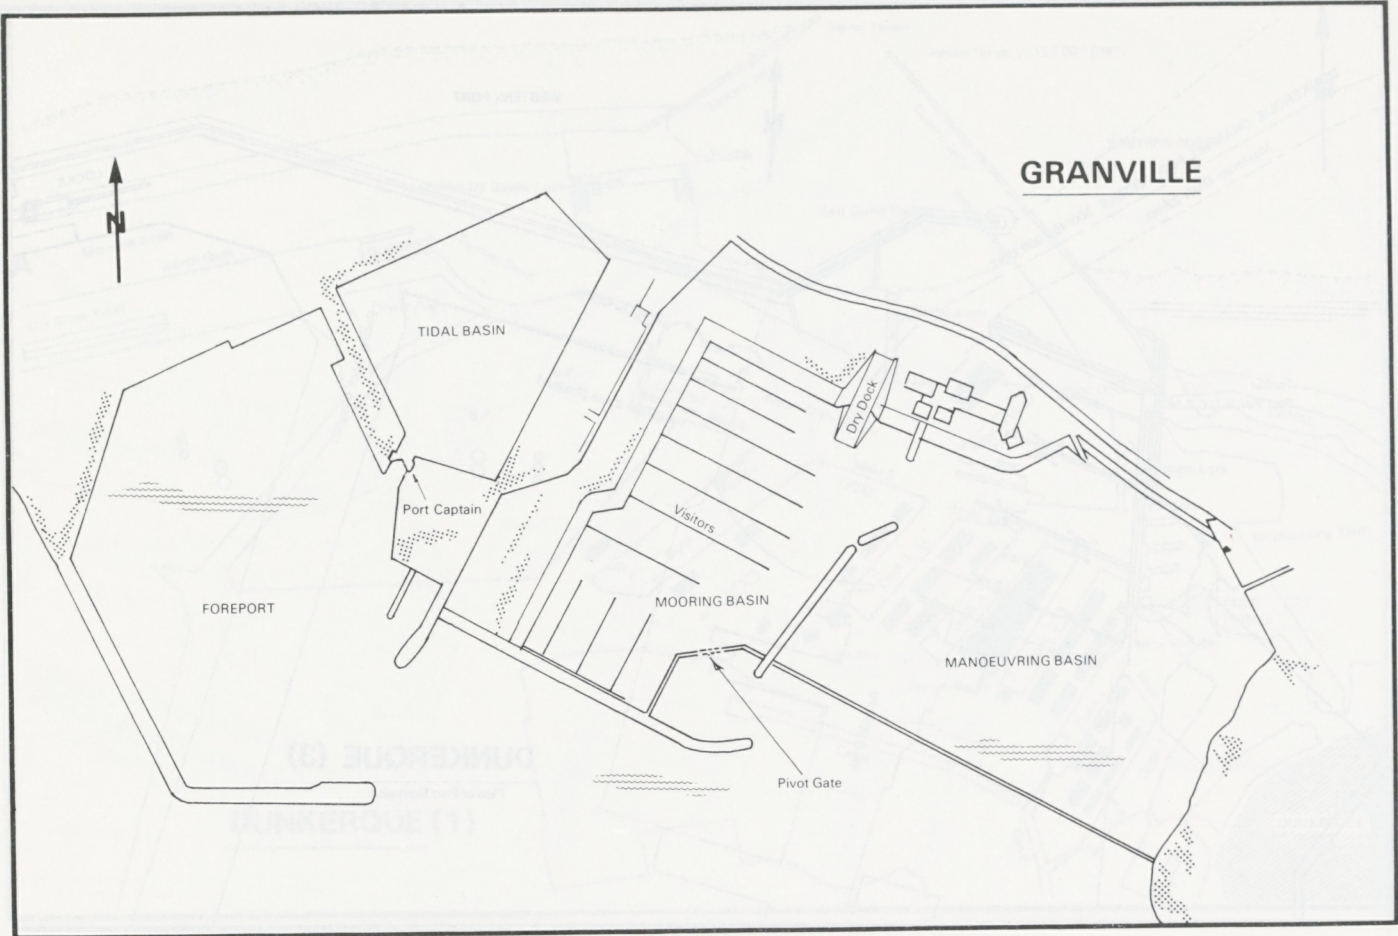 GRANVILLE
N
TIDAL BASIN
Dry Dock
Port Captain
Visitors
FOREPORT
MOORING BASIN
MANOEUVRING BASIN
Pivot Gate
DUNKERQUE (3)
DUNKERQUE (1)